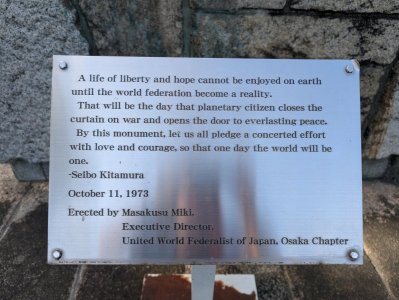 A life of liberty and hope cannot be enjoyed on earth
until the world federation become a reality.
That will be the day that planetary citizen closes the
curtain on war and opens the door to everlasting peace.
By this monument, let us all pledge a concerted effort
with love and courage, so that one day the world will be
one.
-Seibo Kitamura
October 11, 1973
Erected by Masakusu Miki.
Executive Director.
United World Federalist of Japan, Osaka Chapter